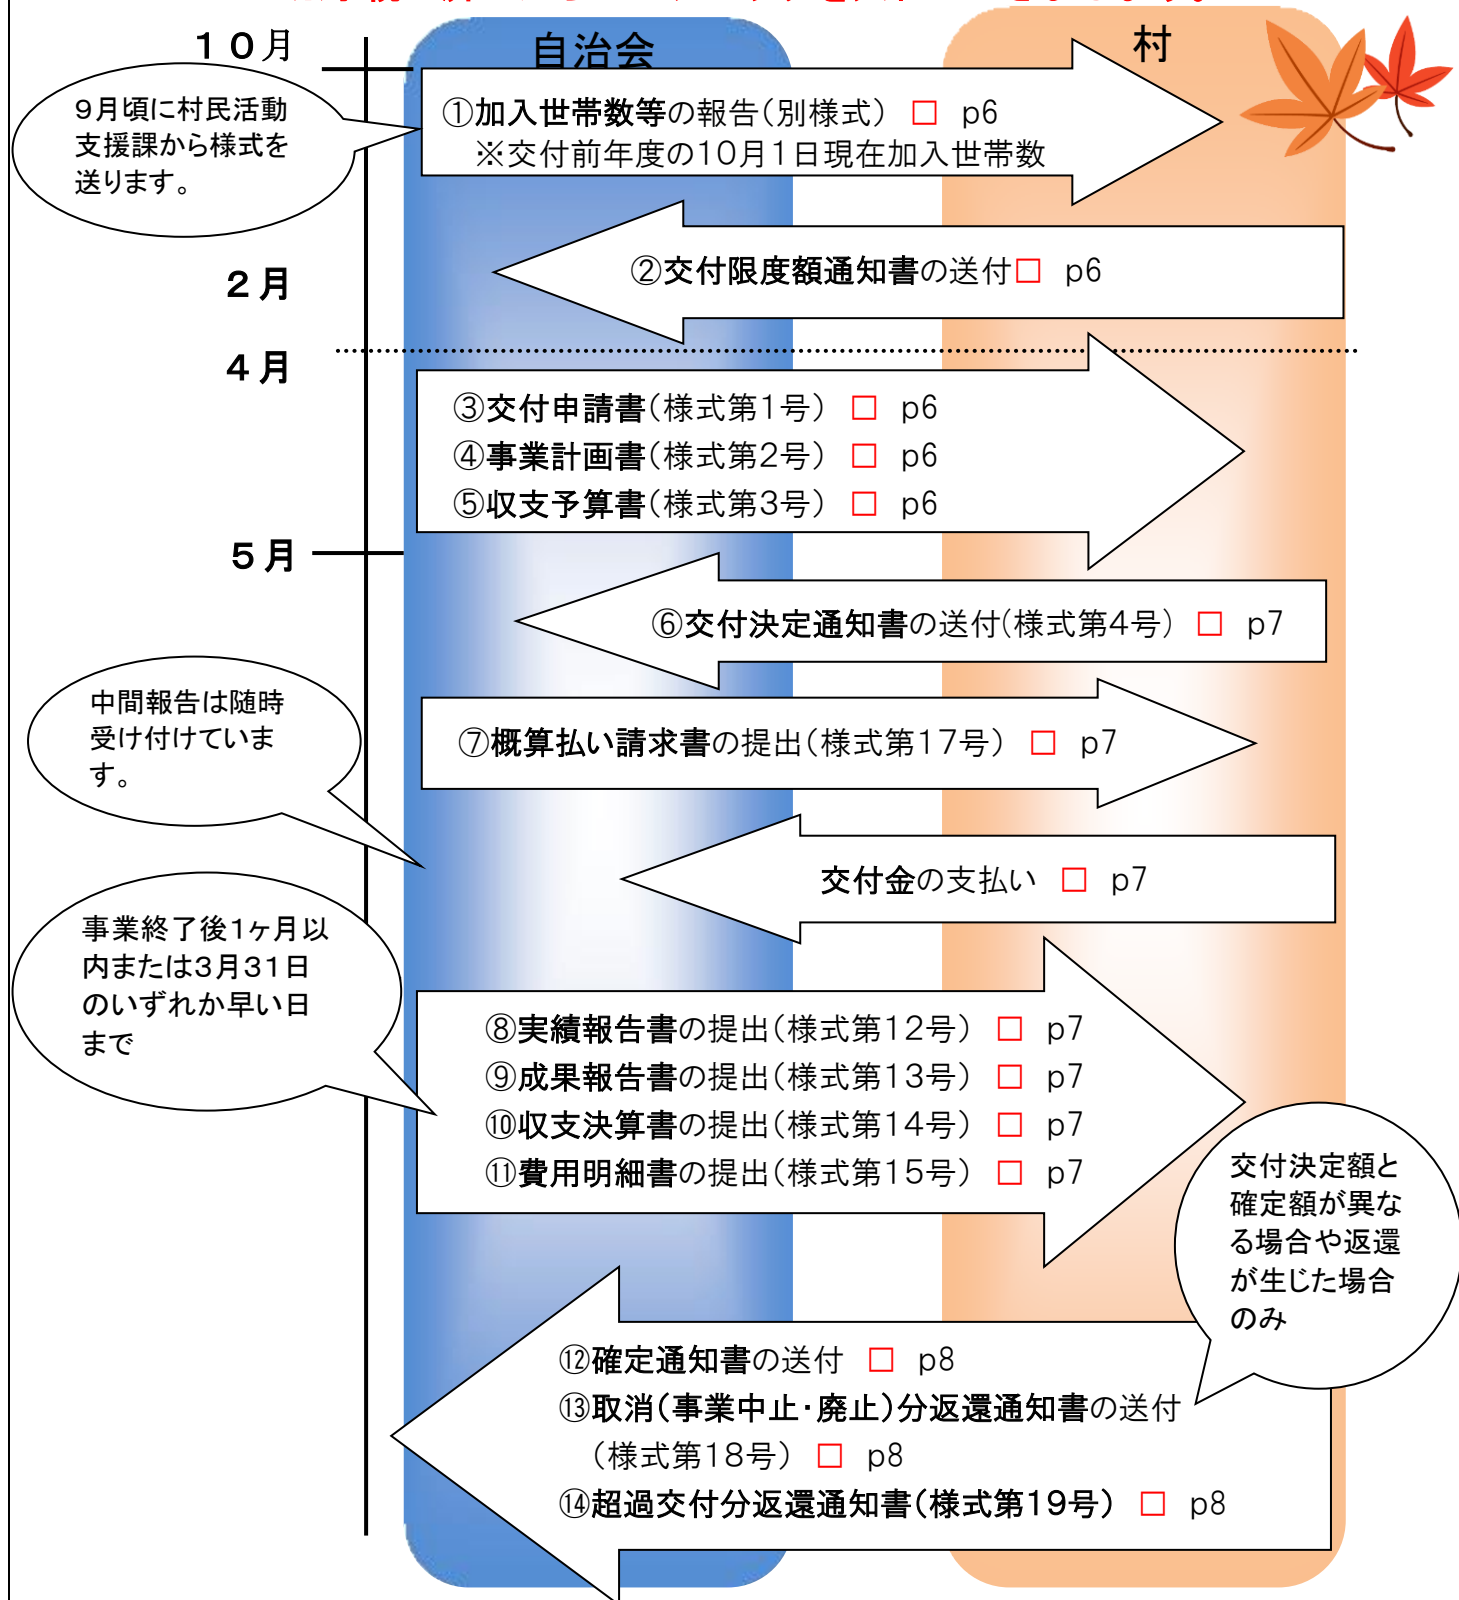 10月
自治会
村
9月頃に村民活動
支援課から様式を
送ります。
①加入世帯数等の報告(別様式) □ p6
※交付前年度の10月1日現在加入世帯数
2月
②交付限度額通知書の送付□ p6
4月
③交付申請書(様式第1号) □ p6
④事業計画書(様式第2号) □ p6
⑤収支予算書(様式第3号) □ p6
5月
⑥交付決定通知書の送付(様式第4号) □ p7
中間報告は随時
受け付けていま
す。
⑦概算払い請求書の提出(様式第17号) □ p7
交付金の支払い □ p7
事業終了後1ヶ月以
内または3月31日
のいずれか早い日
まで
⑧実績報告書の提出(様式第12号) □ p7
⑨成果報告書の提出(様式第13号) □ p7
⑩収支決算書の提出(様式第14号) □ p7
⑪費用明細書の提出(様式第15号) □ p7
交付決定額と
確定額が異な
る場合や返還
が生じた場合
のみ
⑫確定通知書の送付 □ p8
⑬取消(事業中止・廃止)分返還通知書の送付
(様式第18号) □ p8
⑭超過交付分返還通知書(様式第19号) □ p8